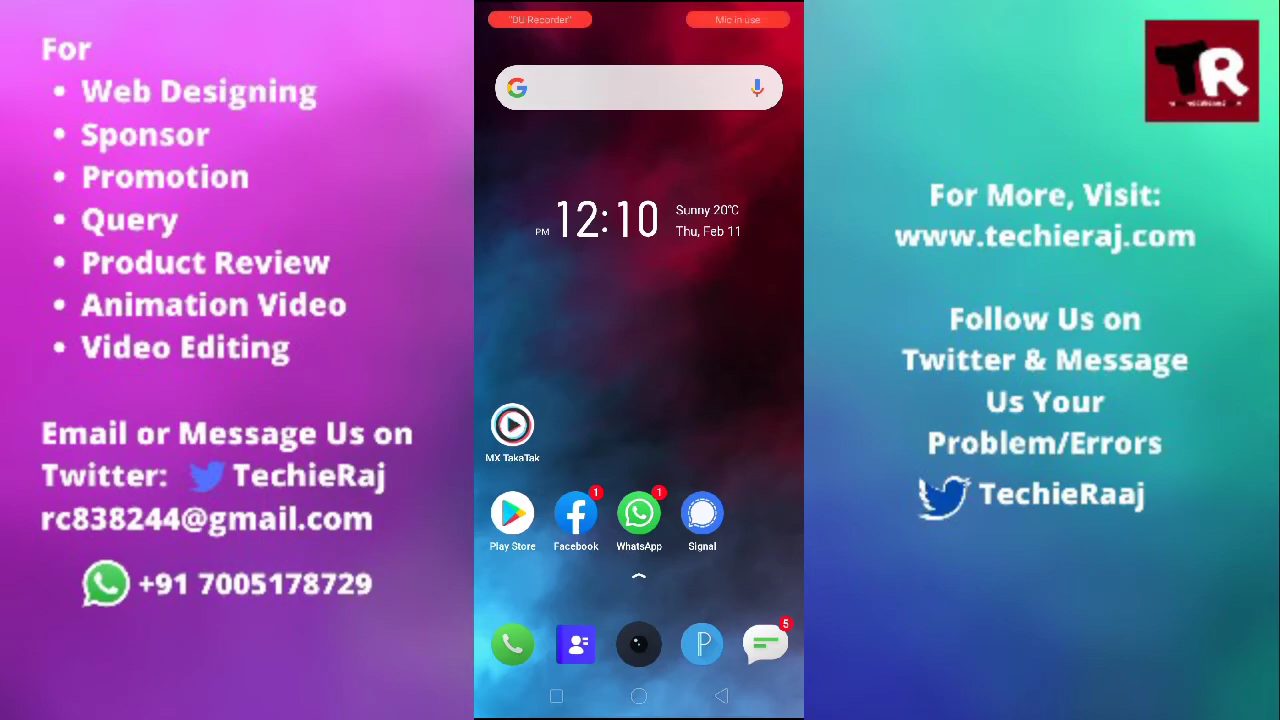 For
• Web Designing
• Sponsor
• Promotion
• Query
• Product Review
• Animation Video
• Video Editing
Email or Message Us on
Twitter: TechieRaj
rc838244@gmail.com
+91 7005178729
"DU Recorder"
Mic in use
PM 12:10
Sunny 20°C
Thu, Feb 11
MX TakaTak
1
1
Play Store
Facebook
WhatsApp
Signal
5
TR
For More, Visit:
www.techieraj.com
Follow Us on
Twitter & Message
Us Your
Problem/Errors
TechieRaaj